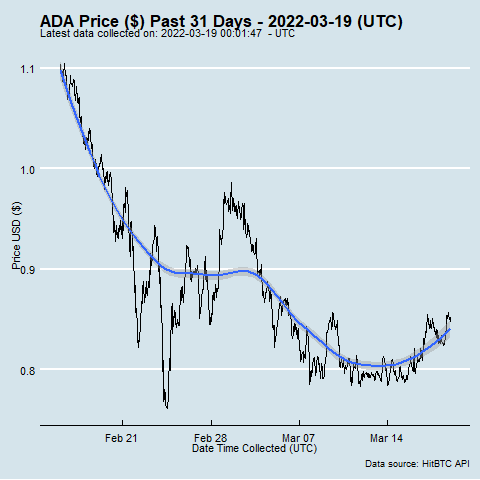 ADA Price ($) Past 31 Days - 2022-03-19 (UTC)
Latest data collected on: 2022-03-19 00:01:47  - UTC
1.1
1.0
0.9
0.8
Price USD ($)
Feb 21
Feb 28
Mar 07
Mar 14
Date Time Collected (UTC)
Data source: HitBTC API